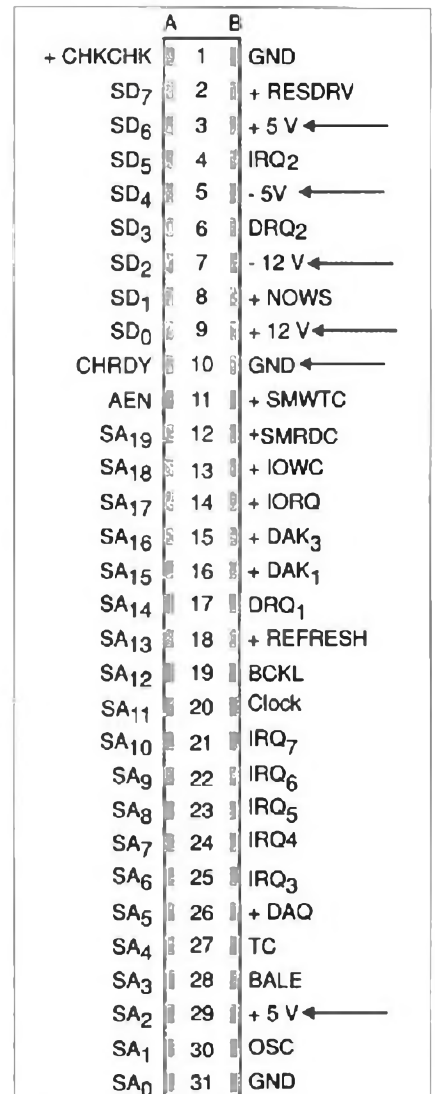 A B
+ CHKCHK 1 GND
SD7 2 + RESDRV
SD6 3 + 5 V
SD5 4 IRQ2
SD4 5 - 5V
SD3 6 DRQ2
SD2 7 - 12 V
SD1 8 + NOWS
SD0 9 + 12 V
CHRDY 10 GND
AEN 11 + SMWTC
SA19 12 +SMRDC
SA18 13 + IOWC
SA17 14 + IORQ
SA16 15 + DAK3
SA15 16 + DAK1
SA14 17 DRQ1
SA13 18 + REFRESH
SA12 19 BCKL
SA11 20 Clock
SA10 21 IRQ7
SA9 22 IRQ6
SA8 23 IRQ5
SA7 24 IRQ4
SA6 25 IRQ3
SA5 26 + DAQ
SA4 27 TC
SA3 28 BALE
SA2 29 + 5 V
SA1 30 OSC
SA0 31 GND